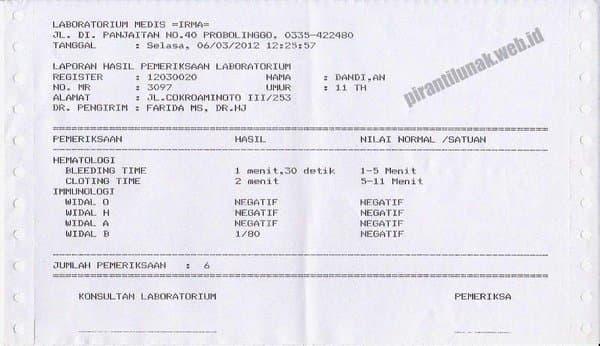 LABORATORIUM MEDIS =IRMA=
JL. DI. PANJAITAN NO.40 PROBOLINGGO, 0335-422480
TANGGAL : Selasa, 06/03/2012 12:25:57
pirantilunak.web.id
LAPORAN HASIL PEMERIKSAAN LABORATORIUM
REGISTER : 12030020 NAMA : DANDI,AN
NO. MR : 3097 UMUR : 11 TH
ALAMAT : JL.COKROAMINOTO III/253
DR. PENGIRIM : FARIDA MS, DR.HJ
PEMERIKSAAN HASIL NILAI NORMAL /SATUAN
HEMATOLOGI
BLEEDING TIME 1 menit,30 detik 1-5 Menit
CLOTING TIME 2 menit 5-11 Menit
IMMUNOLOGI
WIDAL O NEGATIF NEGATIF
WIDAL H NEGATIF NEGATIF
WIDAL A NEGATIF NEGATIF
WIDAL B 1/80 NEGATIF
JUMLAH PEMERIKSAAN : 6
KONSULTAN LABORATORIUM PEMERIKSA